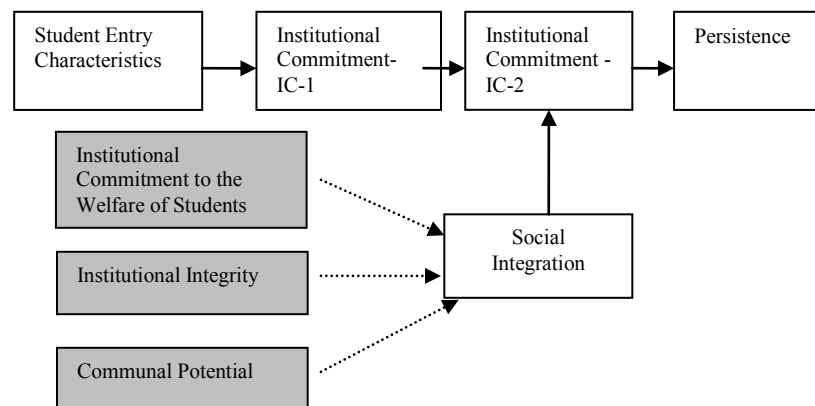 Student Entry
Characteristics
Institutional
Commitment-
IC-1
Institutional
Commitment -
IC-2
Persistence
Institutional
Commitment to the
Welfare of Students
Social
Integration
Institutional Integrity
Communal Potential